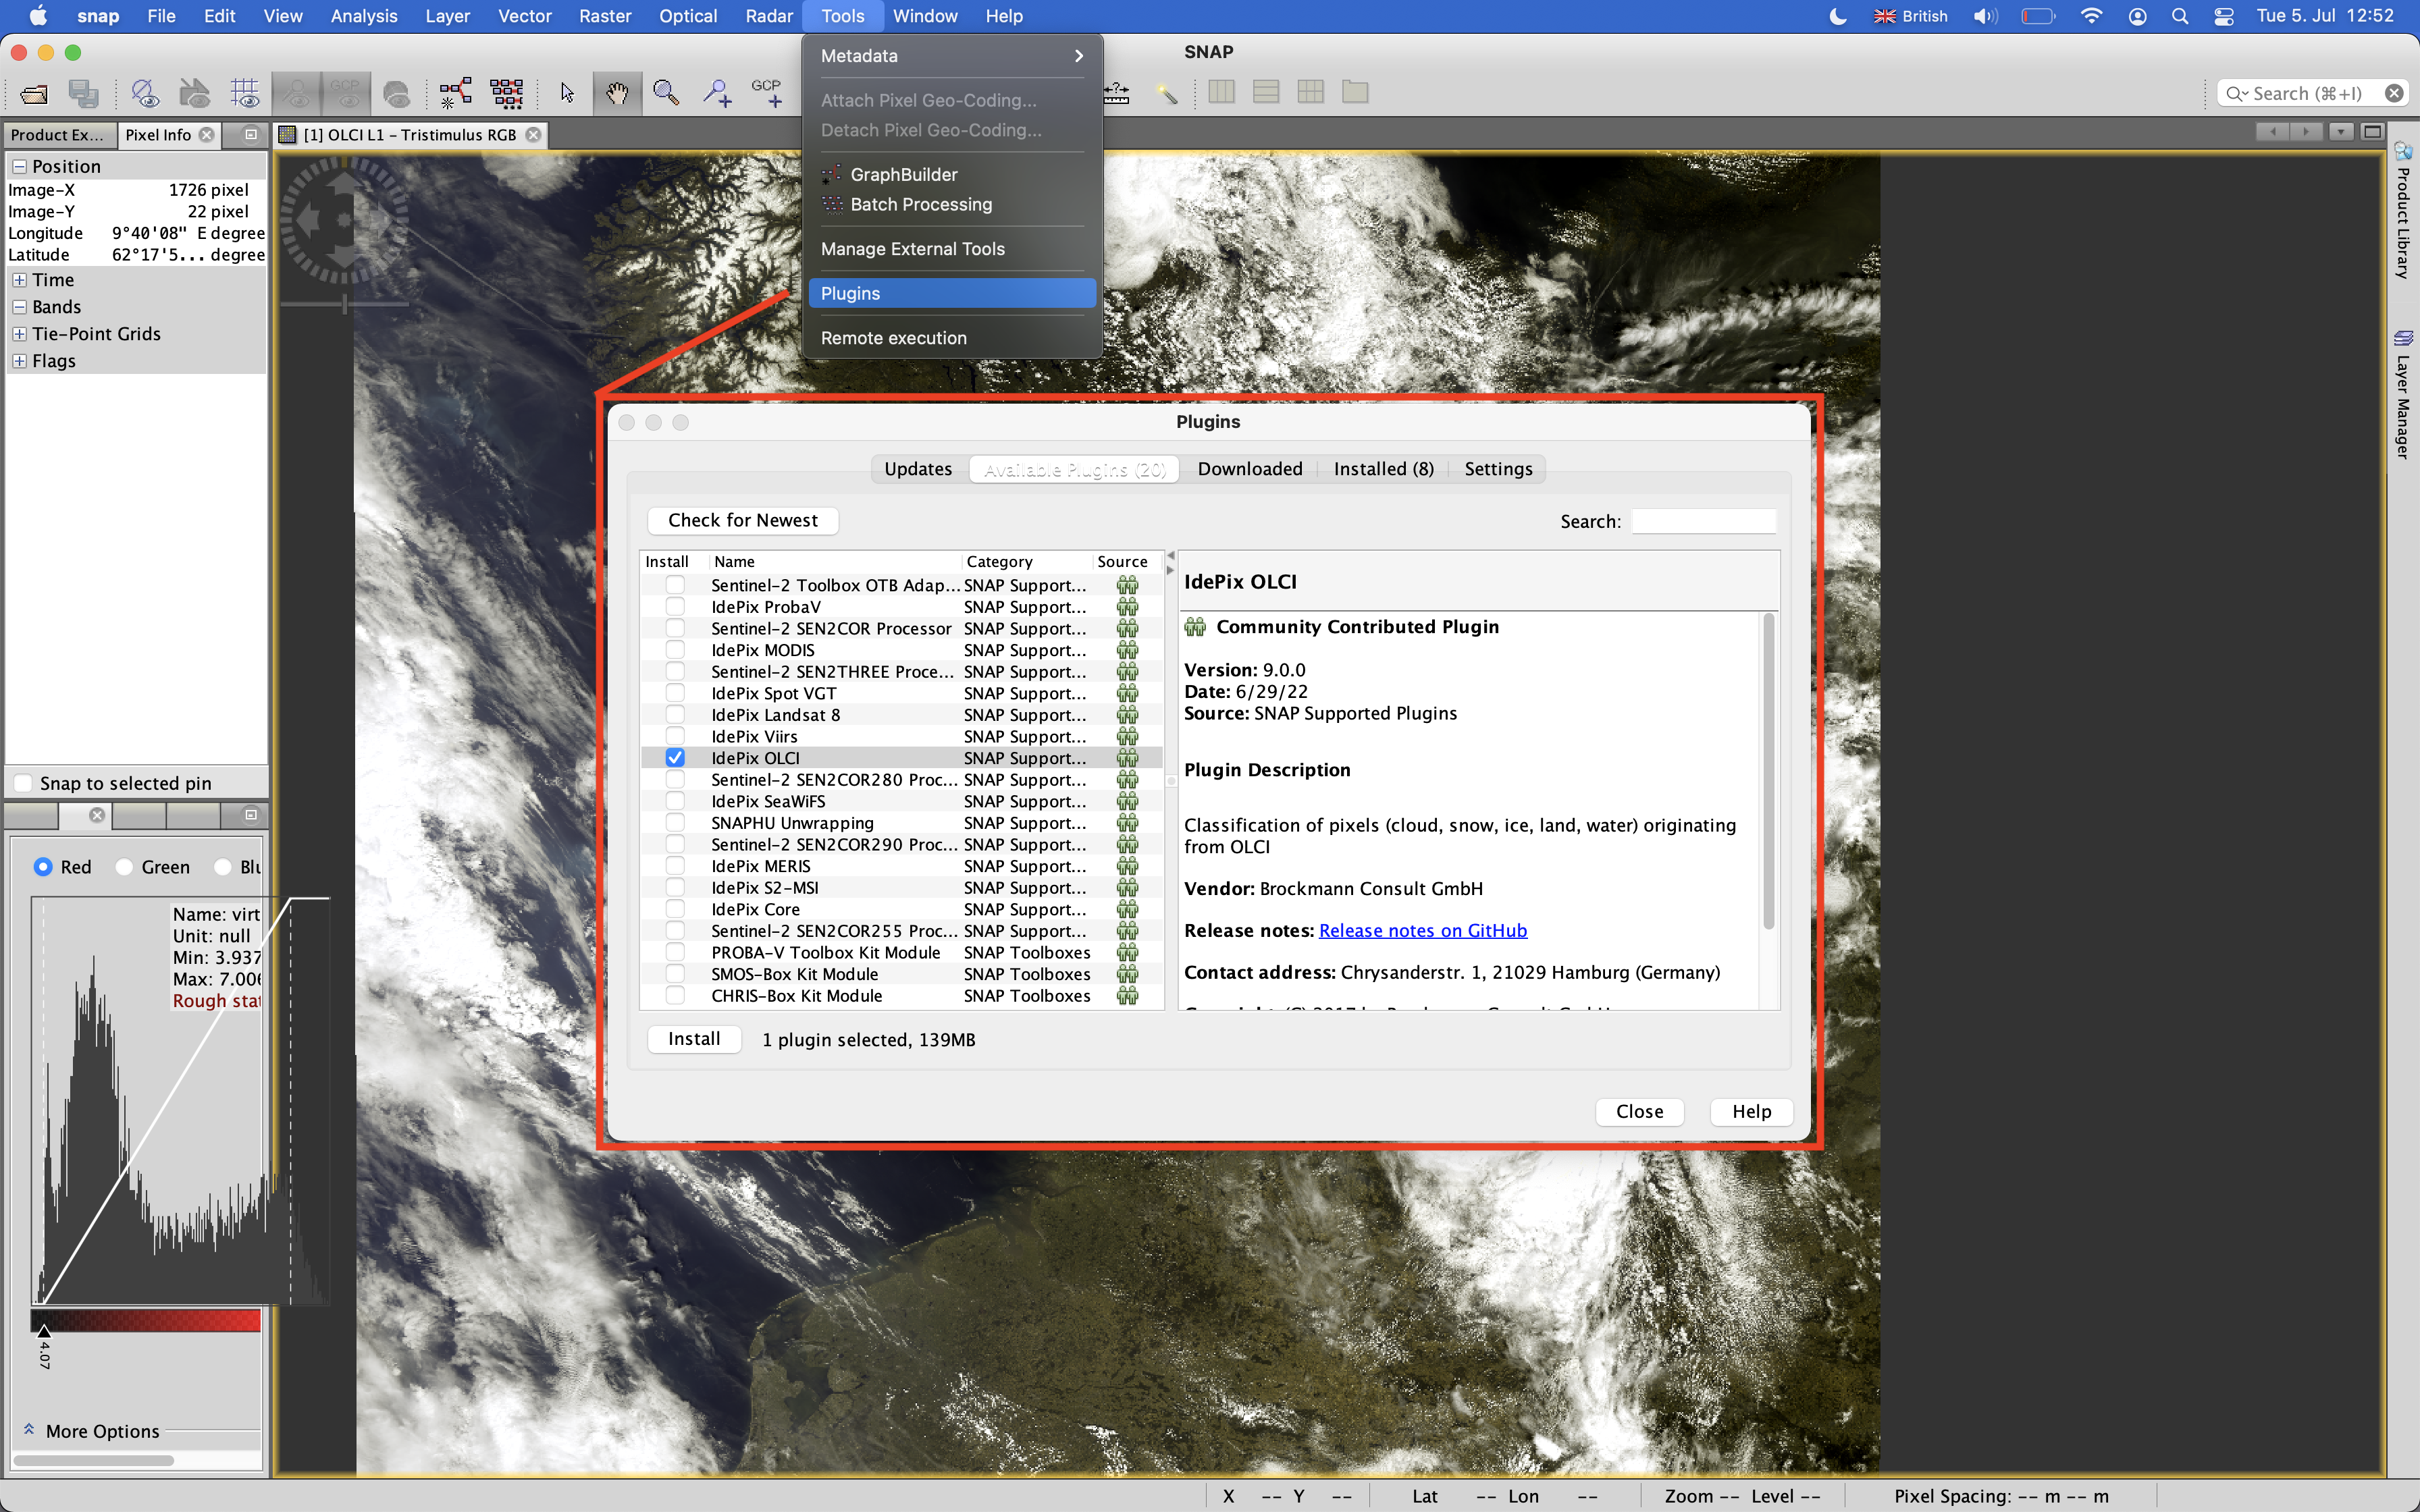 snap File Edit View Analysis Layer Vector Raster Optical Radar Tools Window Help British Tue 5. Jul 12:52
SNAP
GCP
GCP
Search (⌘+I)
Product Ex... Pixel Info
[1] OLCI L1 – Tristimulus RGB
Position
Image-X 1726 pixel
Image-Y 22 pixel
Longitude 9°40'08" E degree
Latitude 62°17'5... degree
Time
Bands
Tie-Point Grids
Flags
Snap to selected pin
Red Green Blu
Name: virt
Unit: null
Min: 3.937
Max: 7.006
Rough stat
4.07
More Options
Metadata
Attach Pixel Geo-Coding...
Detach Pixel Geo-Coding...
GraphBuilder
Batch Processing
Manage External Tools
Plugins
Remote execution
Product Library
Layer Manager
Plugins
Updates Available Plugins (20) Downloaded Installed (8) Settings
Check for Newest
Search:
Install Name Category Source
Sentinel-2 Toolbox OTB Adap... SNAP Support...
IdePix ProbaV SNAP Support...
Sentinel-2 SEN2COR Processor SNAP Support...
IdePix MODIS SNAP Support...
Sentinel-2 SEN2THREE Proce... SNAP Support...
IdePix Spot VGT SNAP Support...
IdePix Landsat 8 SNAP Support...
IdePix Viirs SNAP Support...
IdePix OLCI SNAP Support...
Sentinel-2 SEN2COR280 Proc... SNAP Support...
IdePix SeaWiFS SNAP Support...
SNAPHU Unwrapping SNAP Support...
Sentinel-2 SEN2COR290 Proc... SNAP Support...
IdePix MERIS SNAP Support...
IdePix S2-MSI SNAP Support...
IdePix Core SNAP Support...
Sentinel-2 SEN2COR255 Proc... SNAP Support...
PROBA-V Toolbox Kit Module SNAP Toolboxes
SMOS-Box Kit Module SNAP Toolboxes
CHRIS-Box Kit Module SNAP Toolboxes
IdePix OLCI
Community Contributed Plugin
Version: 9.0.0
Date: 6/29/22
Source: SNAP Supported Plugins
Plugin Description
Classification of pixels (cloud, snow, ice, land, water) originating
from OLCI
Vendor: Brockmann Consult GmbH
Release notes: Release notes on GitHub
Contact address: Chrysanderstr. 1, 21029 Hamburg (Germany)
Install 1 plugin selected, 139MB
Close Help
X -- Y -- Lat -- Lon -- Zoom -- Level -- Pixel Spacing: -- m -- m